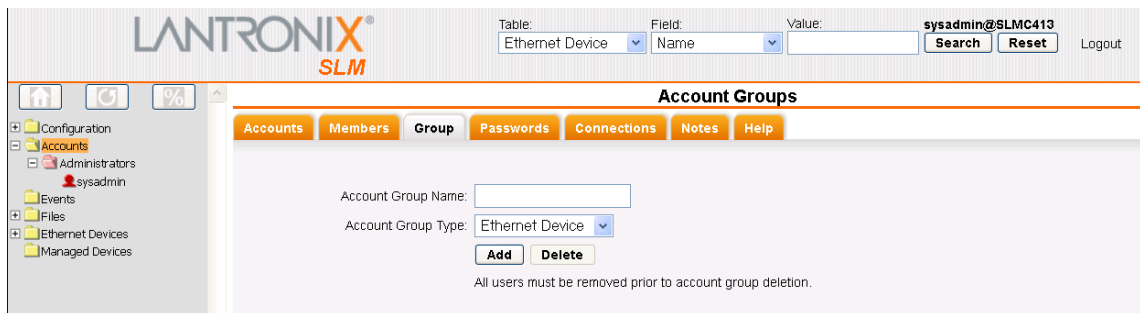 LANTRONIX®
SLM
Table:
Field:
Value:
sysadmin@SLMC413
Ethernet Device
Name
Search
Reset
Logout
Account Groups
Configuration
Accounts
Administrators
sysadmin
Events
Files
Ethernet Devices
Managed Devices
Accounts
Members
Group
Passwords
Connections
Notes
Help
Account Group Name:
Account Group Type: Ethernet Device
Add
Delete
All users must be removed prior to account group deletion.